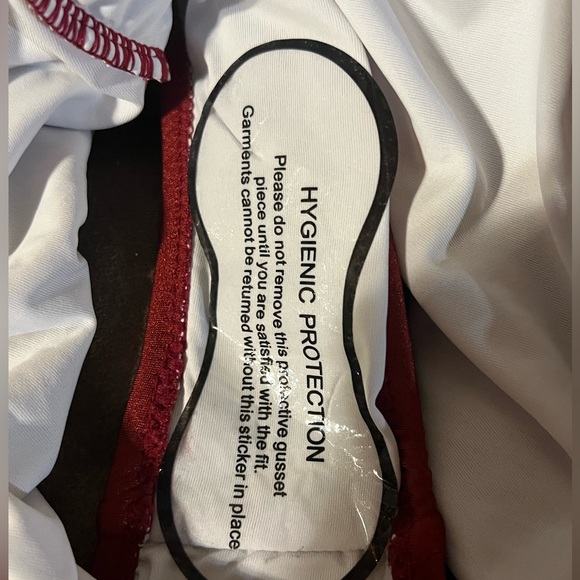 HYGIENIC PROTECTION
Please do not remove this protective gusset
piece until you are satisfied with the fit.
Garments cannot be returned without this sticker in place